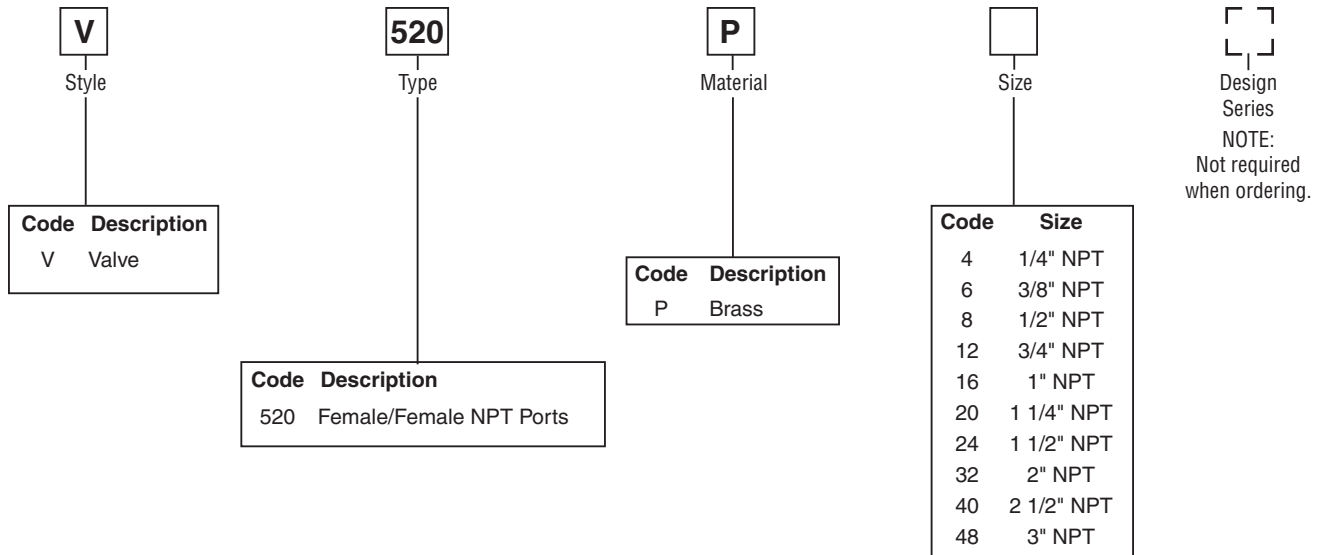 V 520 P
Style Type Material Size Design
Series
NOTE:
Not required
when ordering.
Code Description
V Valve
Code Description
520 Female/Female NPT Ports
Code Description
P Brass
Code Size
4 1/4" NPT
6 3/8" NPT
8 1/2" NPT
12 3/4" NPT
16 1" NPT
20 1 1/4" NPT
24 1 1/2" NPT
32 2" NPT
40 2 1/2" NPT
48 3" NPT